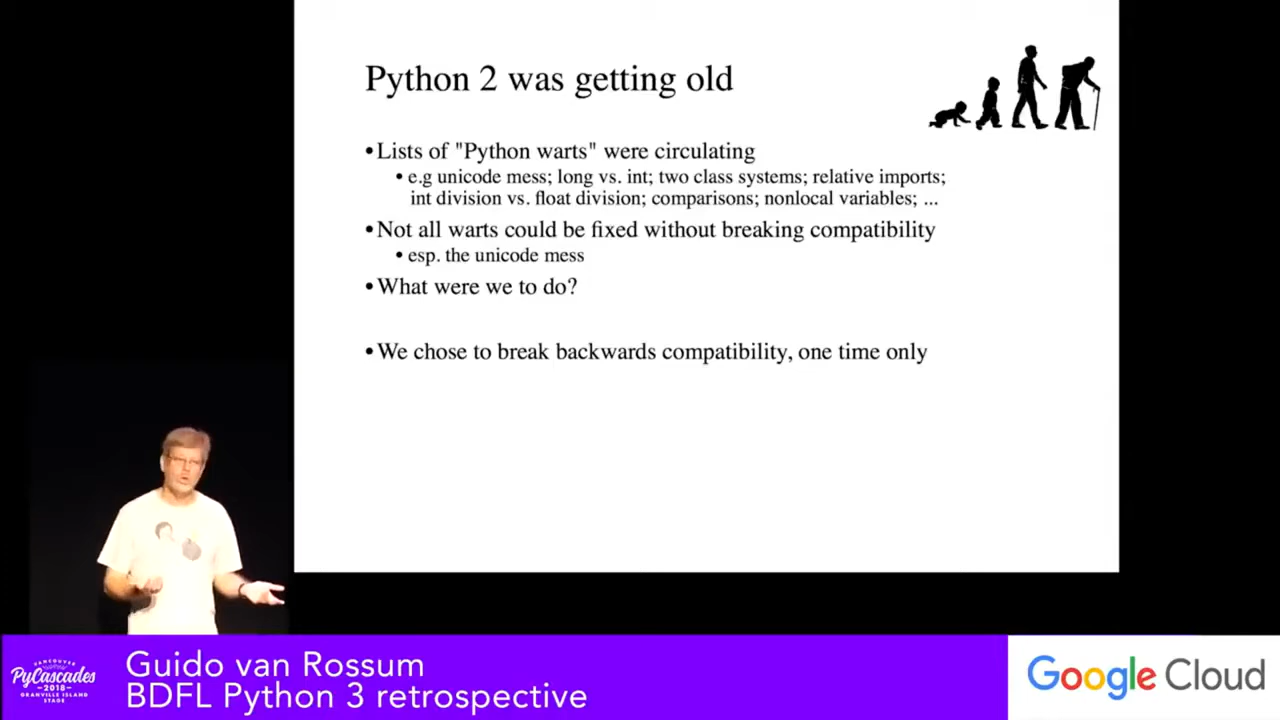 Python 2 was getting old
•Lists of "Python warts" were circulating
•e.g unicode mess; long vs. int; two class systems; relative imports;
int division vs. float division; comparisons; nonlocal variables; ...
•Not all warts could be fixed without breaking compatibility
•esp. the unicode mess
•What were we to do?
•We chose to break backwards compatibility, one time only
VANCOUVER
PyCascades
2018
GRANVILLE ISLAND
STAGE
Guido van Rossum
BDFL Python 3 retrospective
Google Cloud